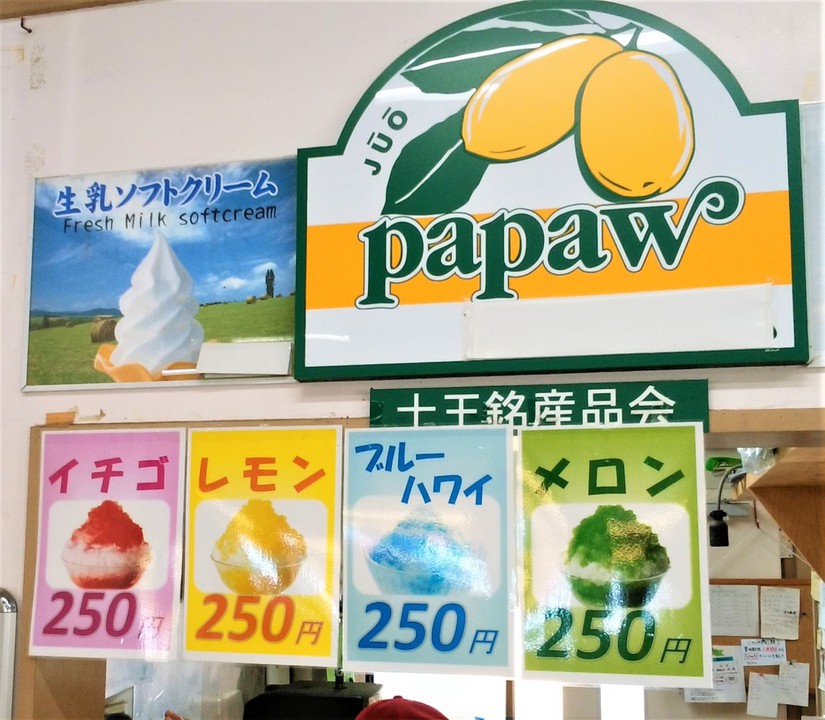 JŪŌ
papaw
生乳ソフトクリーム
Fresh Milk softcream
十王銘産品会
イチゴ
250円
レモン
250円
ブルー
ハワイ
250円
メロン
250円